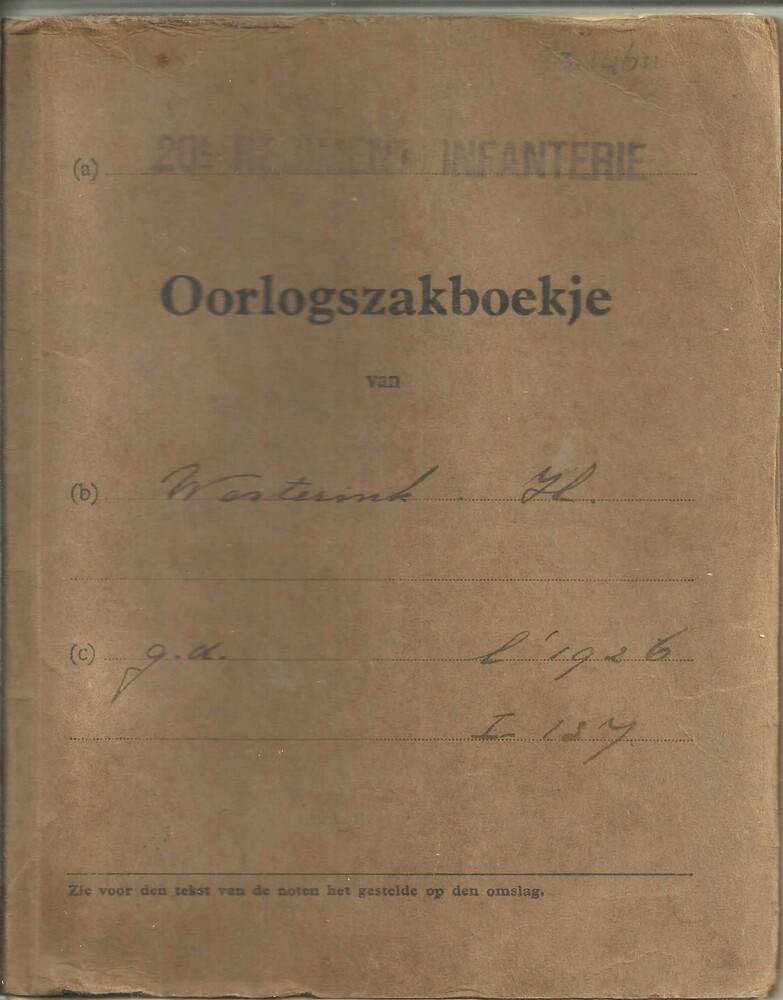 (a) 20E REGIMENT INFANTERIE
Oorlogszakboekje
van
(b) Westerink. H.
(c) g.d. l'1926
I- 137
Zie voor den tekst van de noten het gestelde op den omslag.